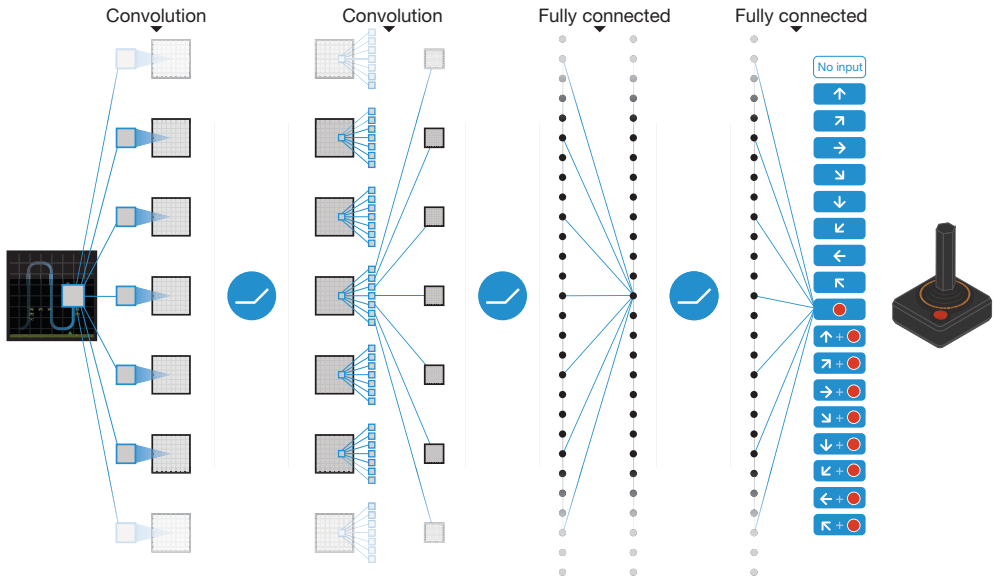 Convolution
Convolution
Fully connected
Fully connected
No input
+
+
+
+
+
+
+
+